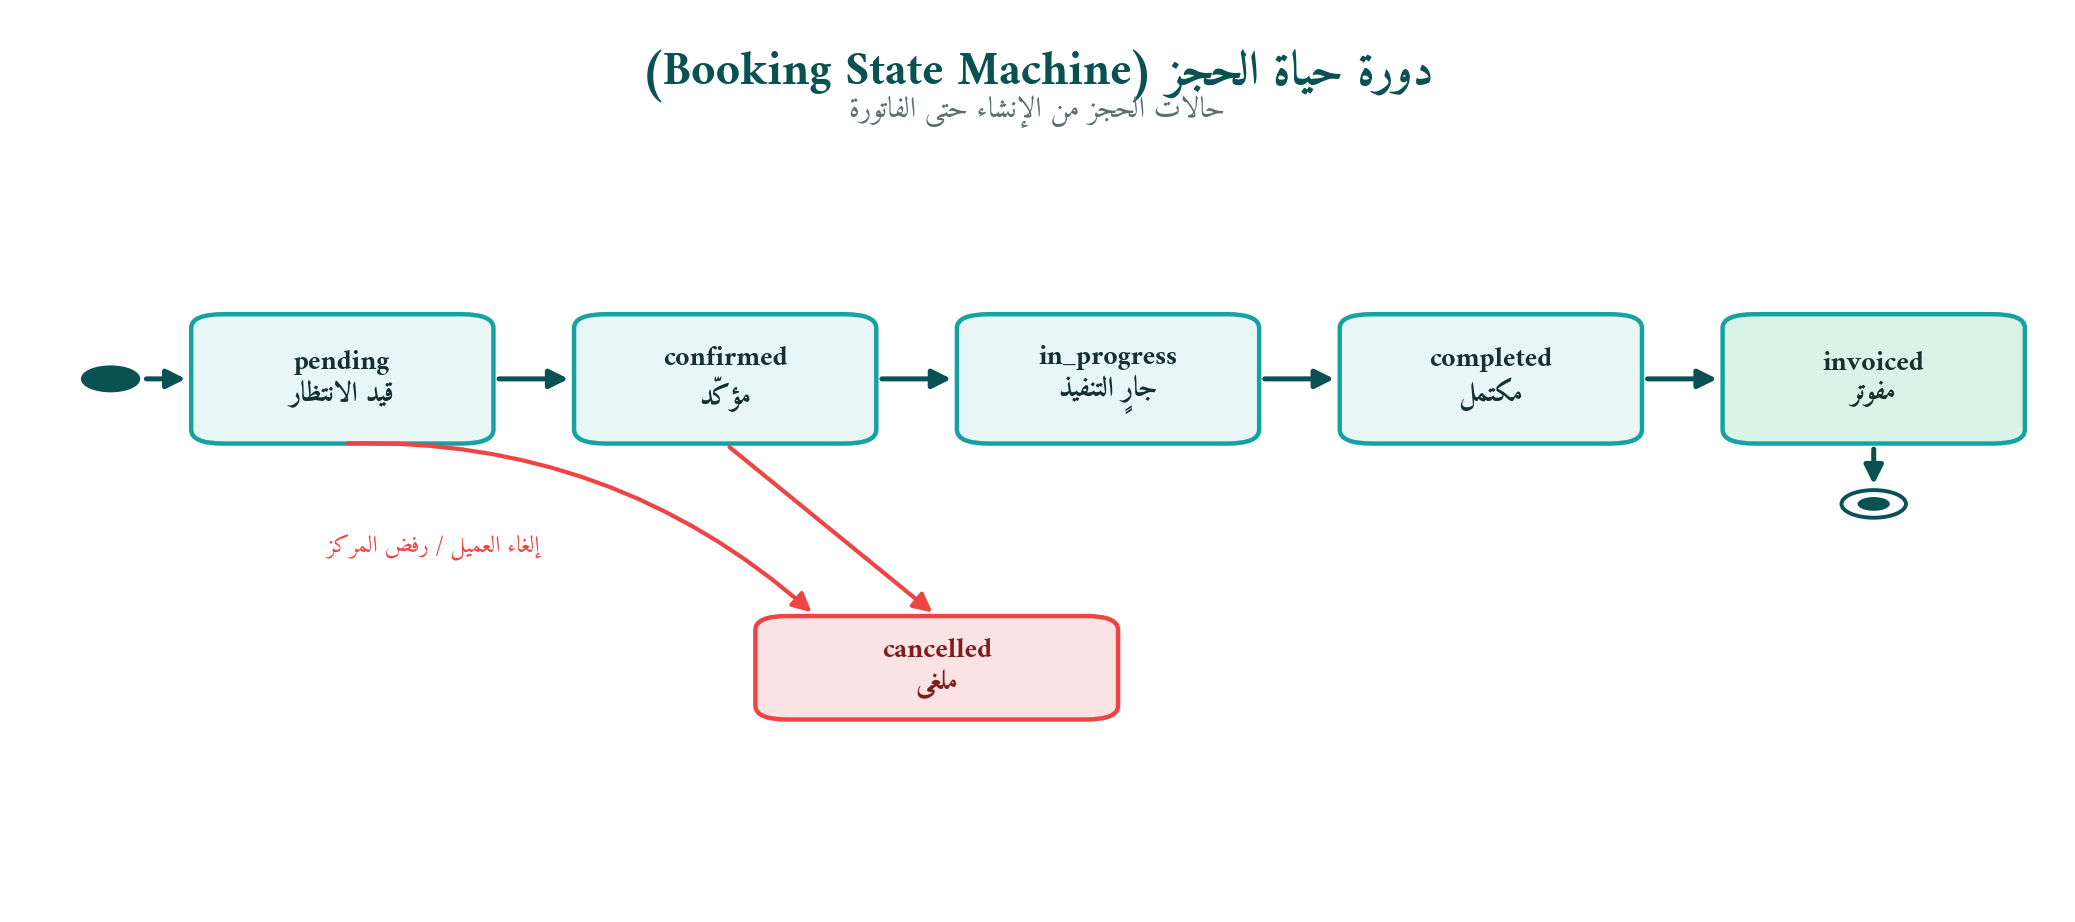 دورة حياة الحجز (Booking State Machine)
حالات الحجز من الإنشاء حتى الفاتورة
pending
قيد الانتظار
confirmed
مؤكّد
in_progress
جارٍ التنفيذ
completed
مكتمل
invoiced
مفوتر
إلغاء العميل / رفض المركز
cancelled
ملغى